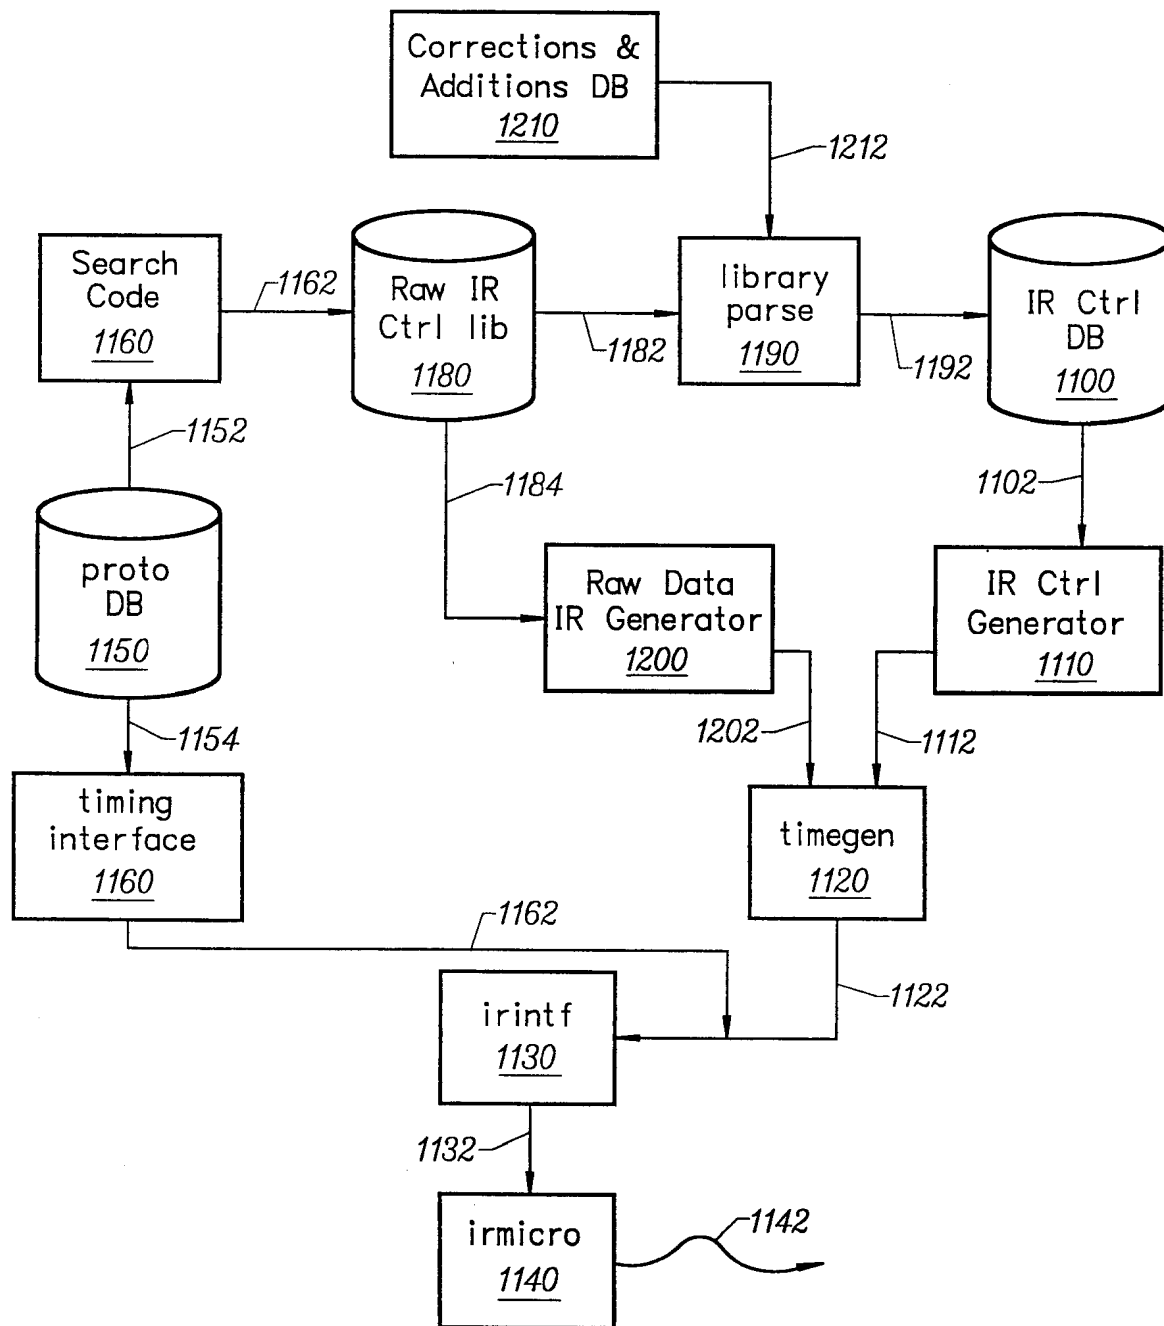 Corrections &
Additions DB
1210
1212
Search
Code
1160
1162
Raw IR
Ctrl lib
1180
1182
library
parse
1190
1192
IR Ctrl
DB
1100
1152
1184
1102
proto
DB
1150
Raw Data
IR Generator
1200
IR Ctrl
Generator
1110
1154
1202
1112
timing
interface
1160
timegen
1120
1162
1122
irintf
1130
1132
irmicro
1140
1142